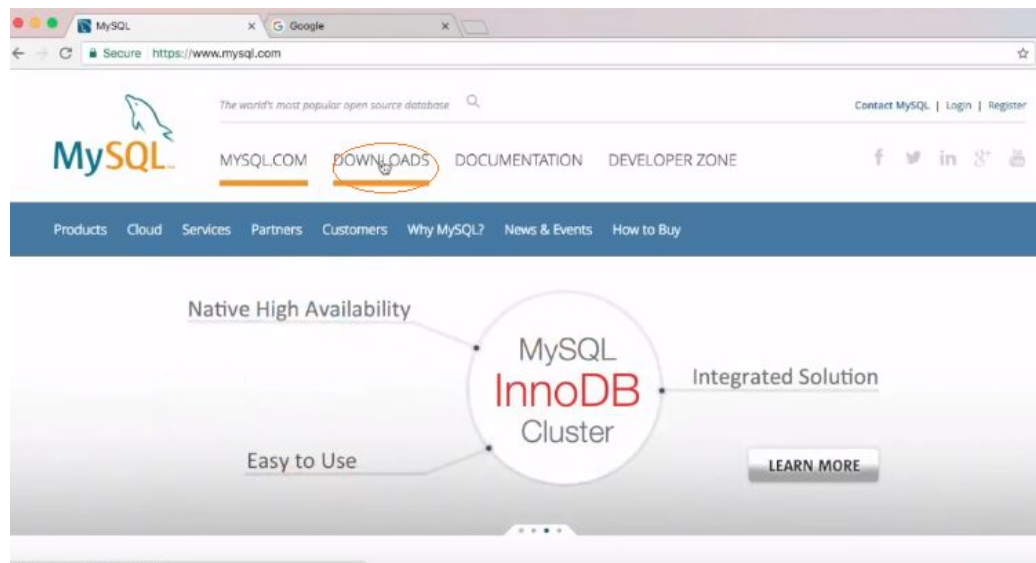 MySQL
Google
Secure https://www.mysql.com
The world's most popular open source database
Contact MySQL | Login | Register
MySQL
MYSQL.COM DOWNLOADS DOCUMENTATION DEVELOPER ZONE
Products Cloud Services Partners Customers Why MySQL? News & Events How to Buy
Native High Availability
MySQL
InnoDB
Cluster
Integrated Solution
Easy to Use
LEARN MORE